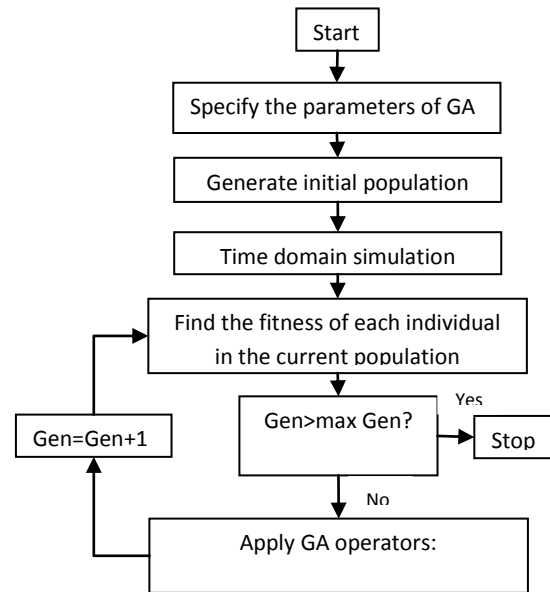 Start
Specify the parameters of GA
Generate initial population
Time domain simulation
Find the fitness of each individual
in the current population
Gen>max Gen?
Yes
Stop
Gen=Gen+1
No
Apply GA operators: